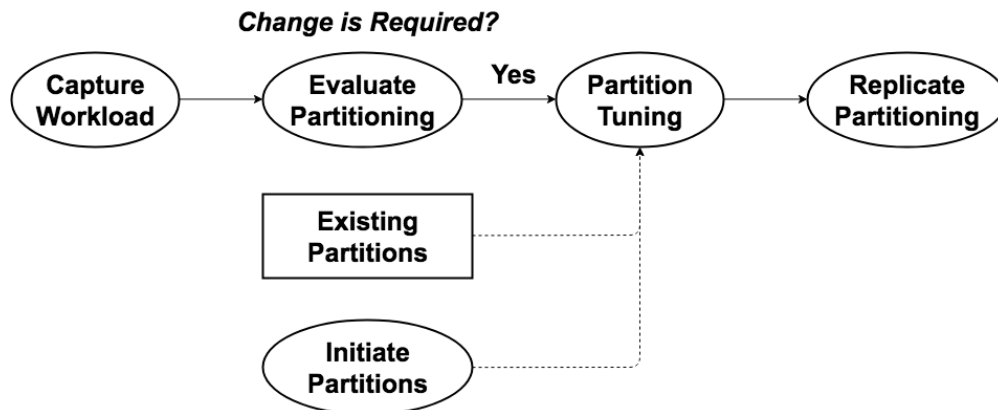 Change is Required?
Capture
Workload
Evaluate
Partitioning
Yes
Partition
Tuning
Replicate
Partitioning
Existing
Partitions
Initiate
Partitions